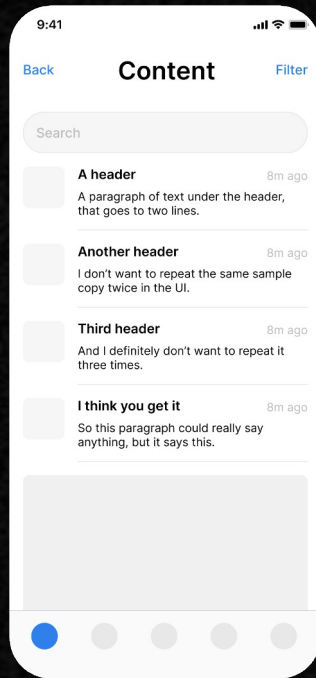 9:41
Back
Content
Filter
Search
A header
8m ago
A paragraph of text under the header,
that goes to two lines.
Another header
8m ago
I don’t want to repeat the same sample
copy twice in the UI.
Third header
8m ago
And I definitely don’t want to repeat it
three times.
I think you get it
8m ago
So this paragraph could really say
anything, but it says this.